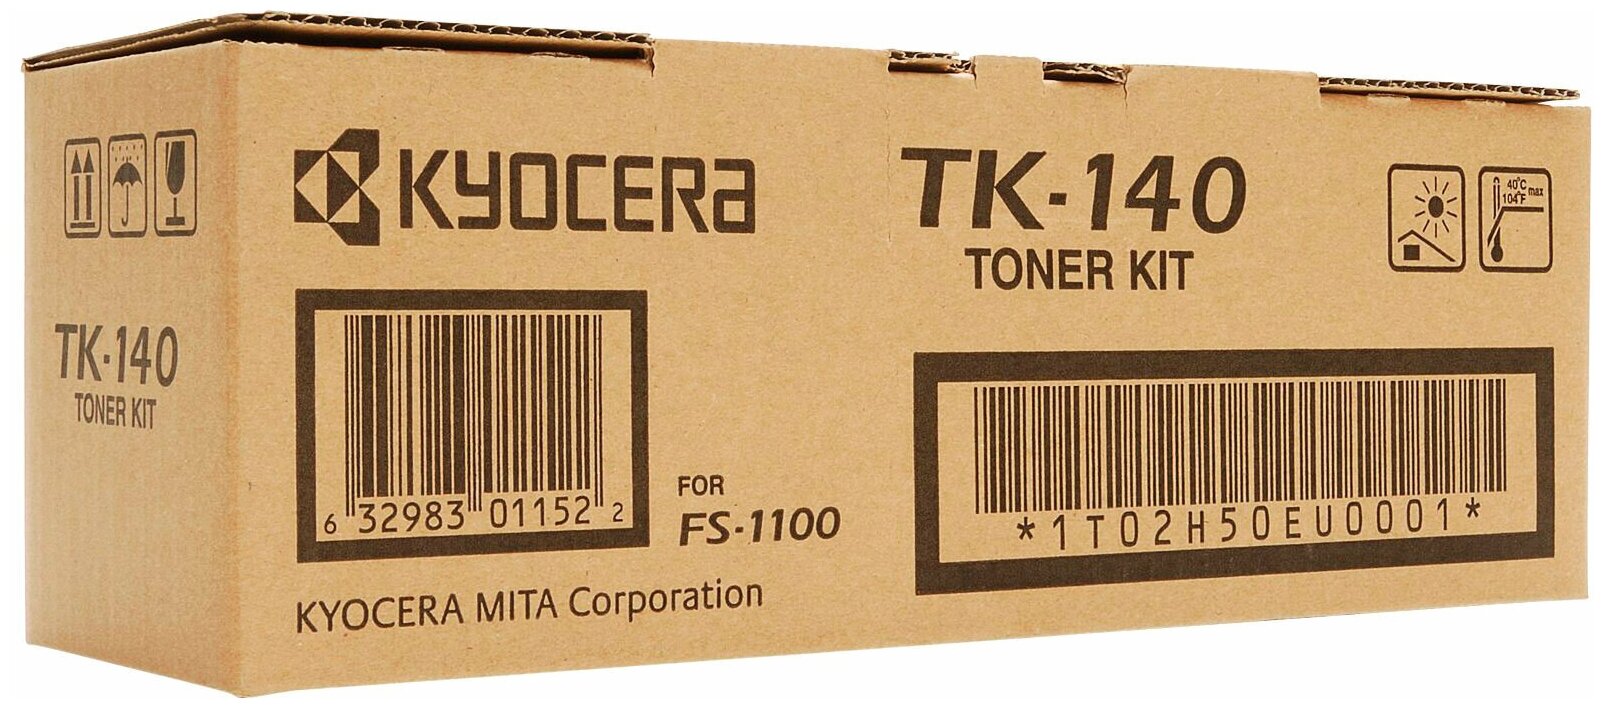 TK-140
TONER KIT
KYOCERA
TK-140
TONER KIT
40°C max
104°F
6 32983 01152 2
FOR
FS-1100
*1T02H50EU0001*
KYOCERA MITA Corporation